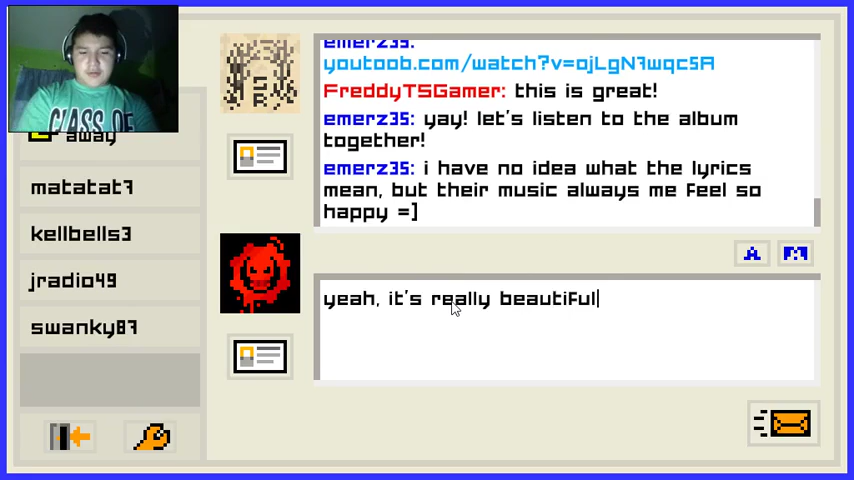 CLASS OF
away
matatat7
kellbells3
jradio49
swanky87
emerz35:
youtoob.com/watch?v=ojLgN7wqc5A
FreddyTSGamer: this is great!
emerz35: yay! let's listen to the album
together!
emerz35: i have no idea what the lyrics
mean, but their music always me feel so
happy =]
A
yeah, it's really beautiful